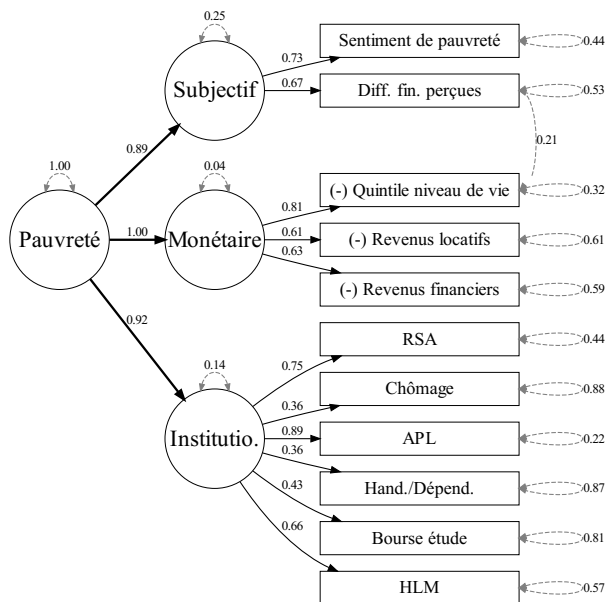 0.25
Sentiment de pauvreté
0.44
0.73
Subjectif
0.67
Diff. fin. perçues
0.53
0.89
0.21
1.00
0.04
(-) Quintile niveau de vie
0.32
0.81
Pauvreté
1.00
Monétaire
0.61
(-) Revenus locatifs
0.61
0.63
(-) Revenus financiers
0.59
0.92
RSA
0.44
0.14
0.75
Chômage
0.88
0.36
Institutio.
0.89
APL
0.22
0.36
Hand./Dépend.
0.87
0.43
Bourse étude
0.81
0.66
HLM
0.57